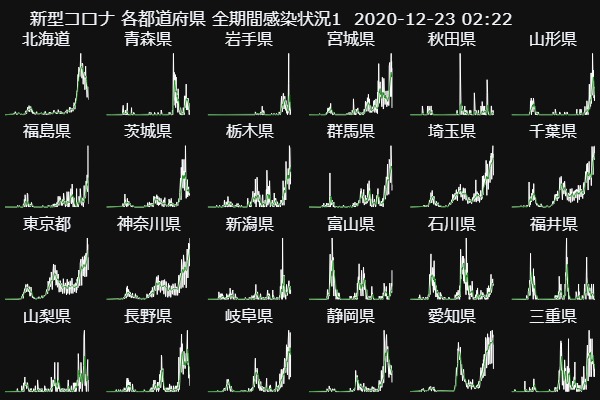 新型コロナ 各都道府県 全期間感染状況1 2020-12-23 02:22
北海道 青森県 岩手県 宮城県 秋田県 山形県
福島県 茨城県 栃木県 群馬県 埼玉県 千葉県
東京都 神奈川県 新潟県 富山県 石川県 福井県
山梨県 長野県 岐阜県 静岡県 愛知県 三重県